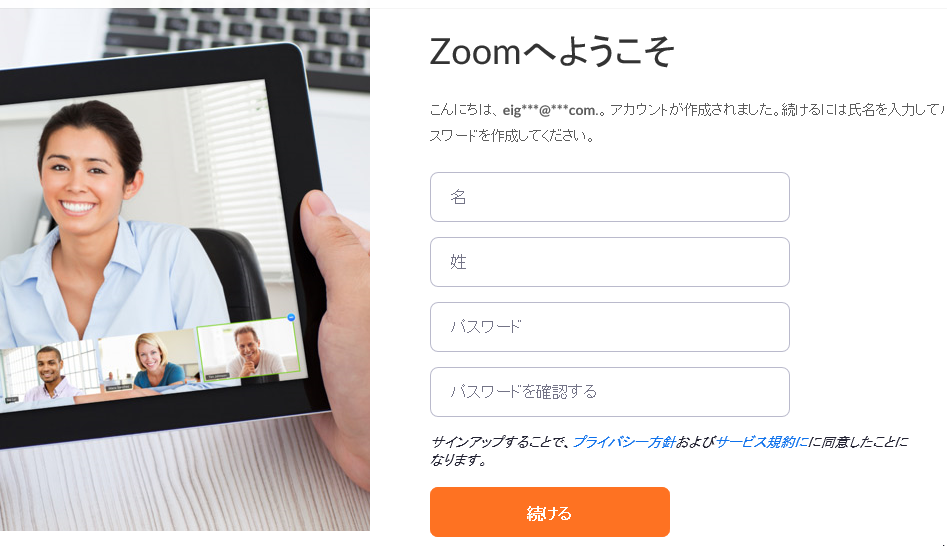 Zoomへようこそ
こんにちは、eig***@***com.。アカウントが作成されました。続けるには氏名を入力してパ
スワードを作成してください。
名
姓
パスワード
パスワードを確認する
サインアップすることで、プライバシー方針およびサービス規約にに同意したことに
なります。
続ける